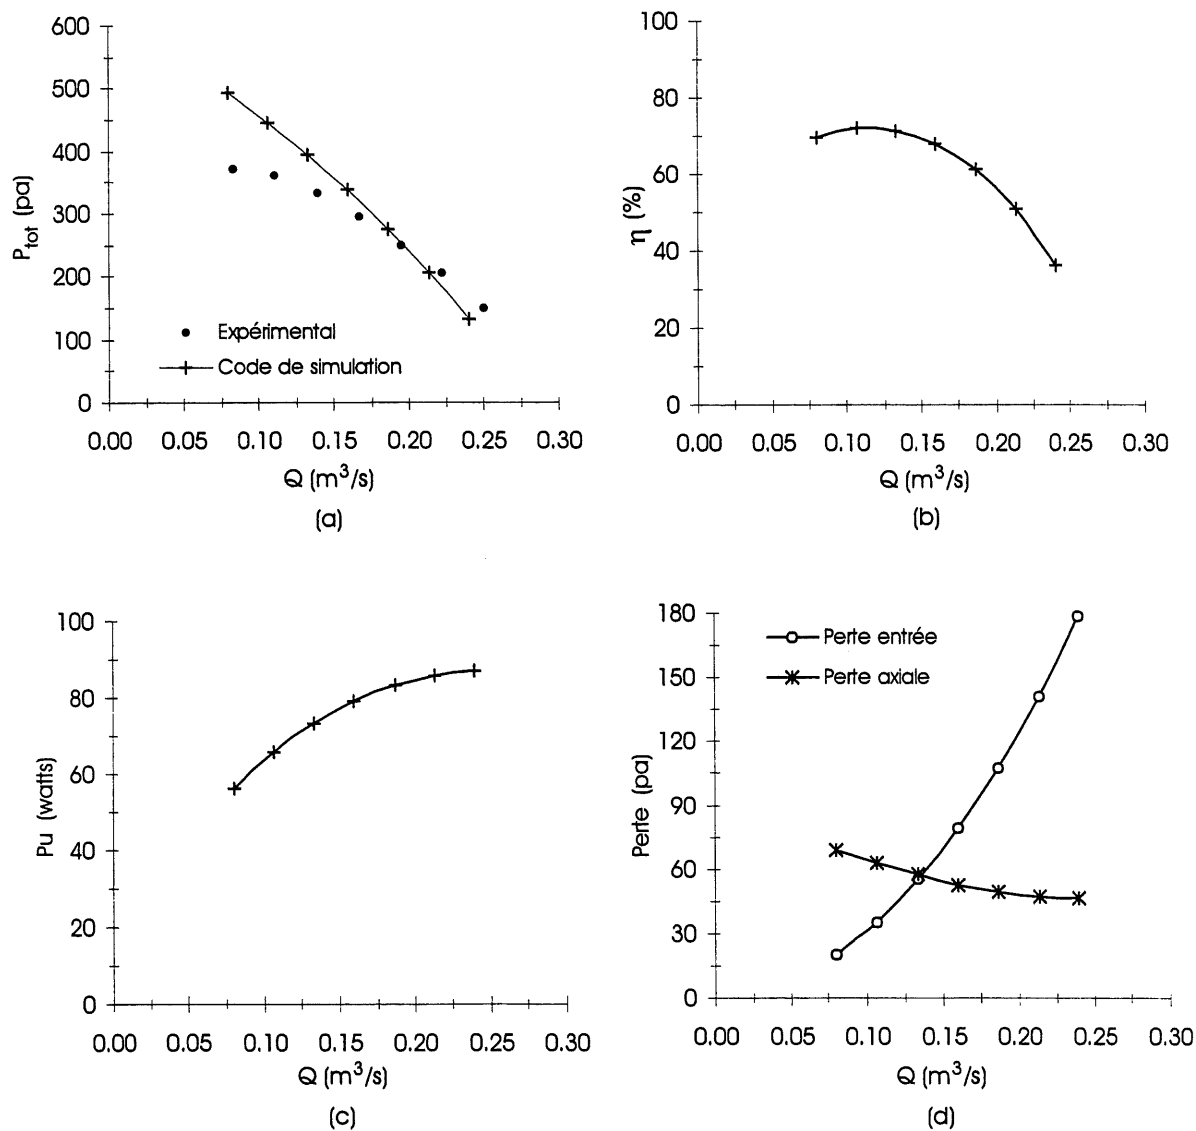 600
500
400
300
200
100
0
P_tot (pa)
Expérimental
Code de simulation
0.00 0.05 0.10 0.15 0.20 0.25 0.30
Q (m³/s)
(a)
100
80
60
40
20
0
η (%)
0.00 0.05 0.10 0.15 0.20 0.25 0.30
Q (m³/s)
(b)
100
80
60
40
20
0
Pu (watts)
0.00 0.05 0.10 0.15 0.20 0.25 0.30
Q (m³/s)
(c)
180
150
120
90
60
30
0
Perte (pa)
Perte entrée
Perte axiale
0.00 0.05 0.10 0.15 0.20 0.25 0.30
Q (m³/s)
(d)